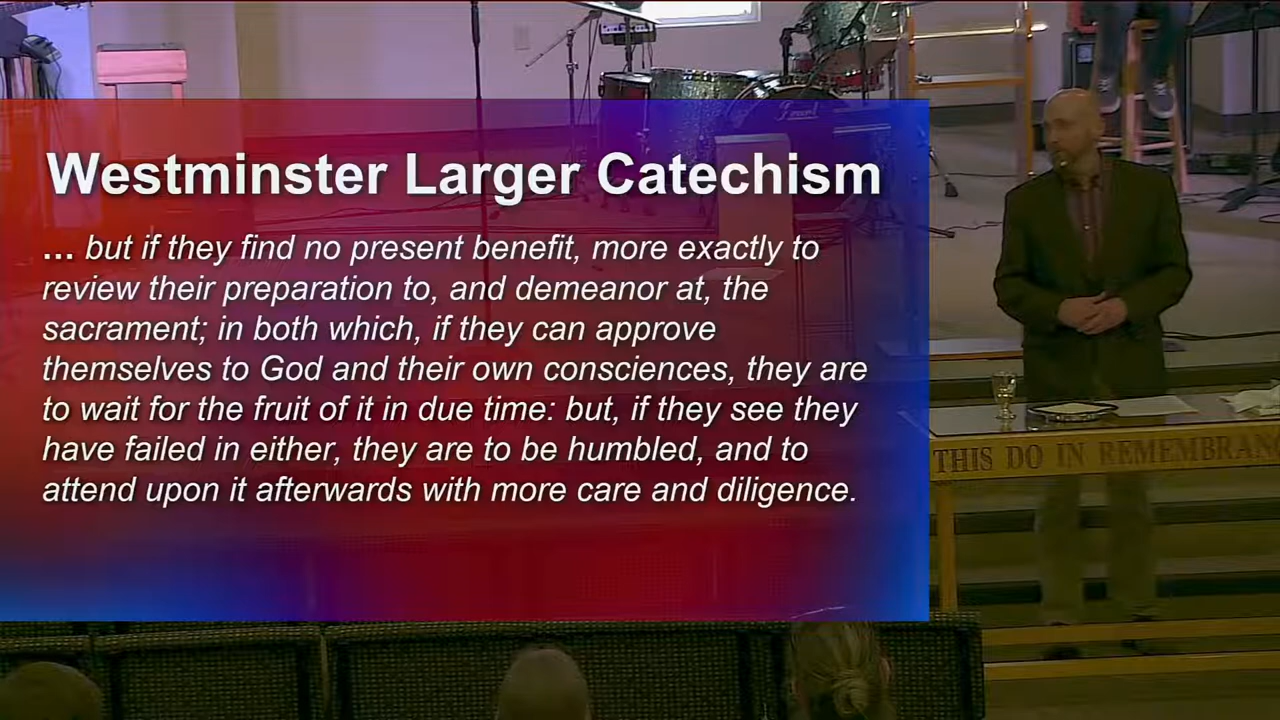 Westminster Larger Catechism
... but if they find no present benefit, more exactly to
review their preparation to, and demeanor at, the
sacrament; in both which, if they can approve
themselves to God and their own consciences, they are
to wait for the fruit of it in due time: but, if they see they
have failed in either, they are to be humbled, and to
attend upon it afterwards with more care and diligence.
Pearl
THIS DO IN REMEMBRANC